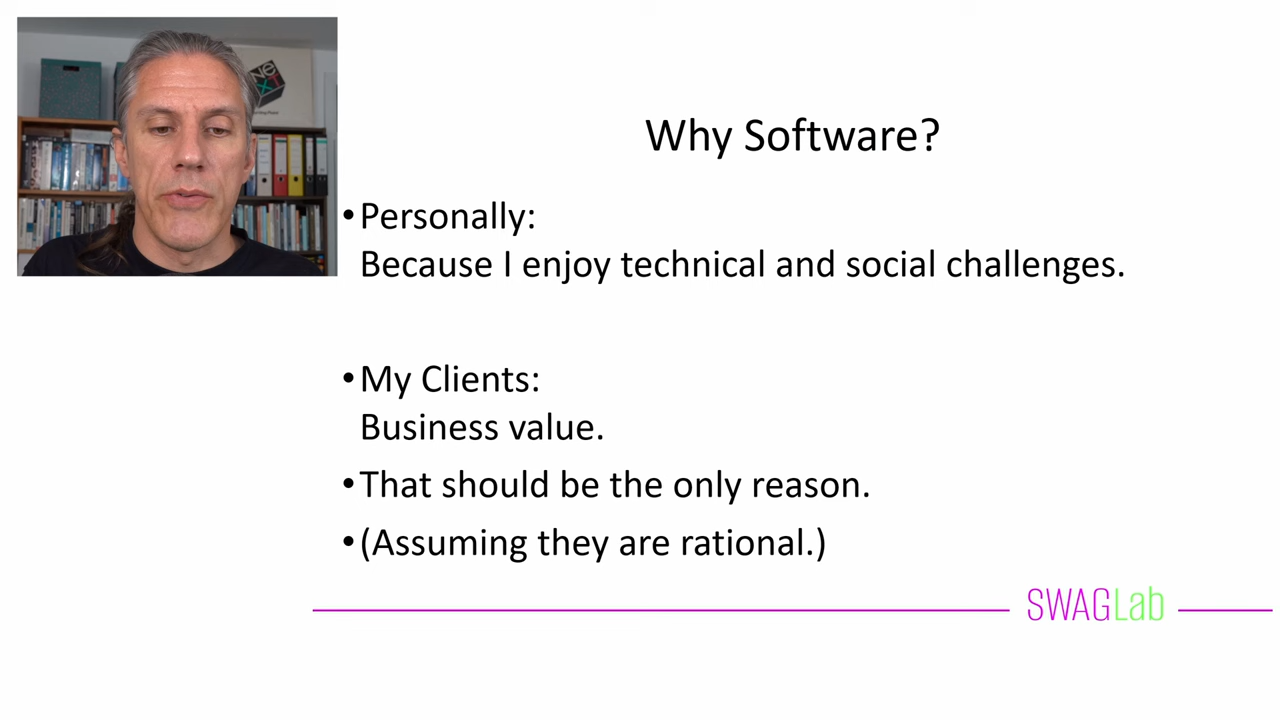 Why Software?
• Personally:
Because I enjoy technical and social challenges.
• My Clients:
Business value.
• That should be the only reason.
• (Assuming they are rational.)
SWAGLab